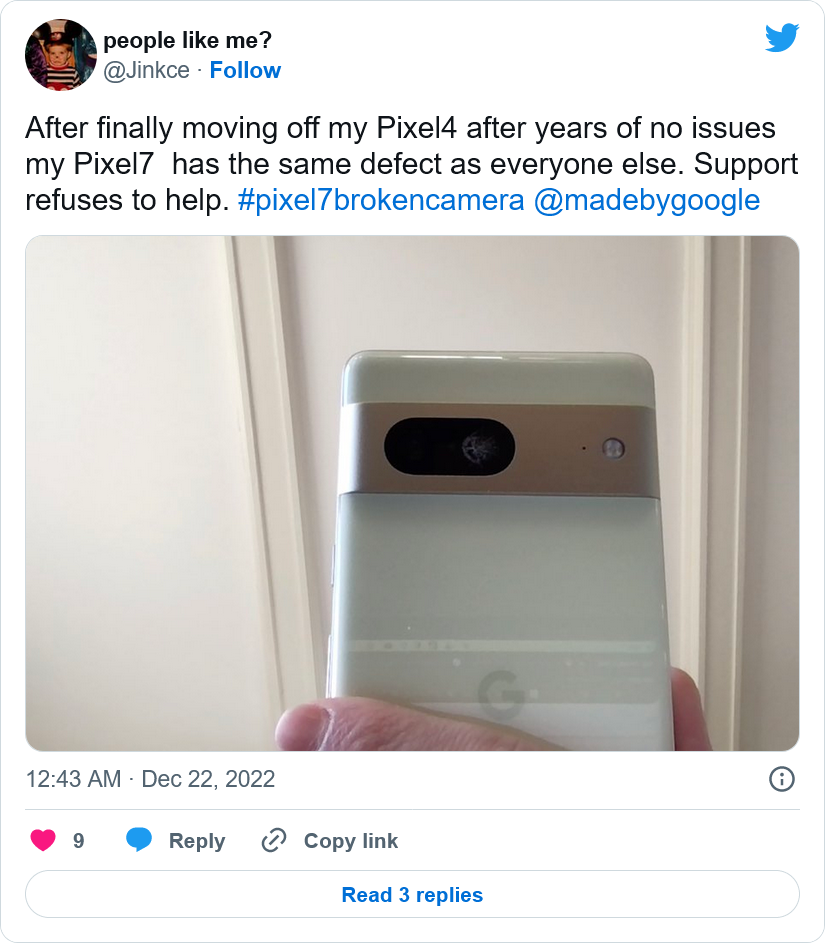 people like me?
@Jinkce · Follow
After finally moving off my Pixel4 after years of no issues
my Pixel7  has the same defect as everyone else. Support
refuses to help. #pixel7brokencamera @madebygoogle
G
12:43 AM · Dec 22, 2022
9 Reply Copy link
Read 3 replies